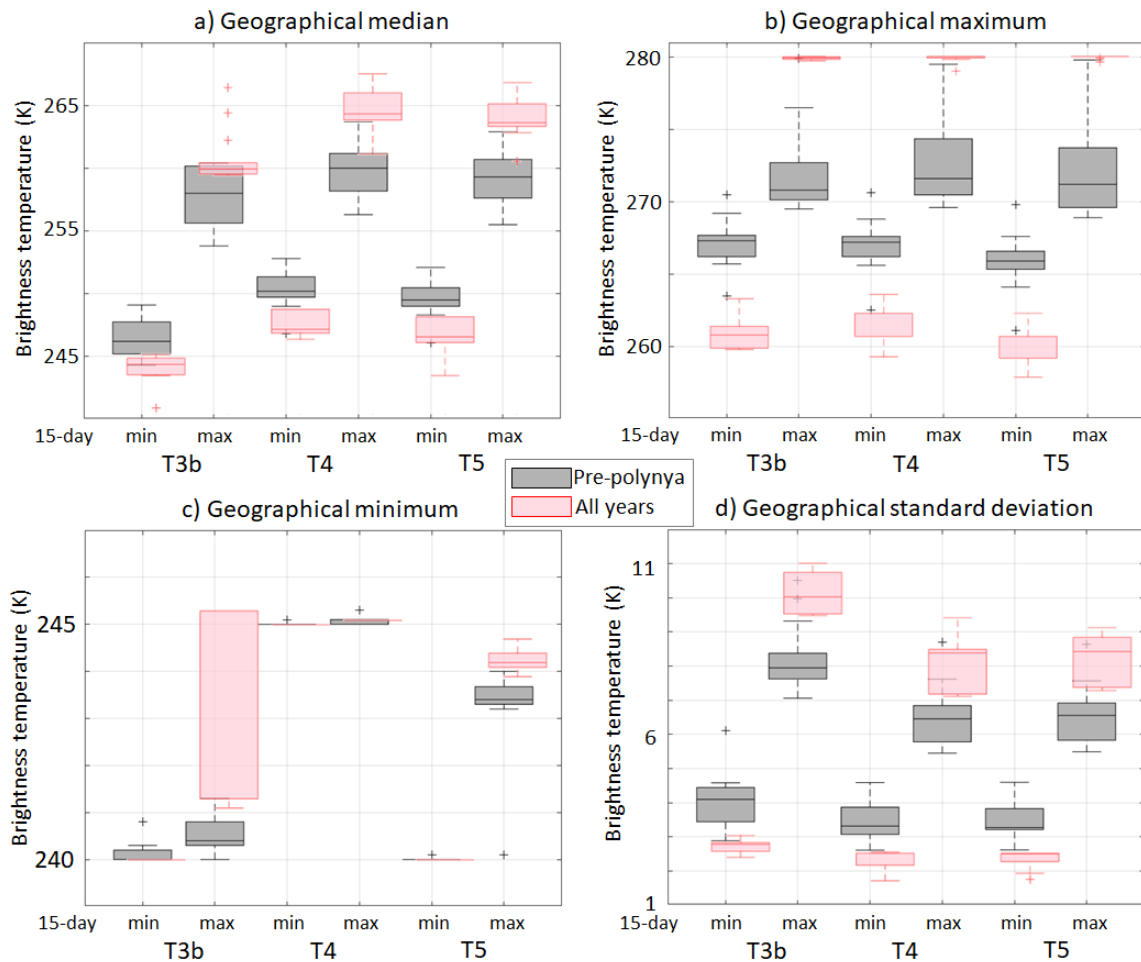 a) Geographical median
b) Geographical maximum
Brightness temperature (K)
265
255
245
15-day min max min max min max
T3b T4 T5
Brightness temperature (K)
280
270
260
15-day min max min max min max
T3b T4 T5
Pre-polynya
All years
c) Geographical minimum
d) Geographical standard deviation
Brightness temperature (K)
245
240
15-day min max min max min max
T3b T4 T5
Brightness temperature (K)
11
6
1
15-day min max min max min max
T3b T4 T5